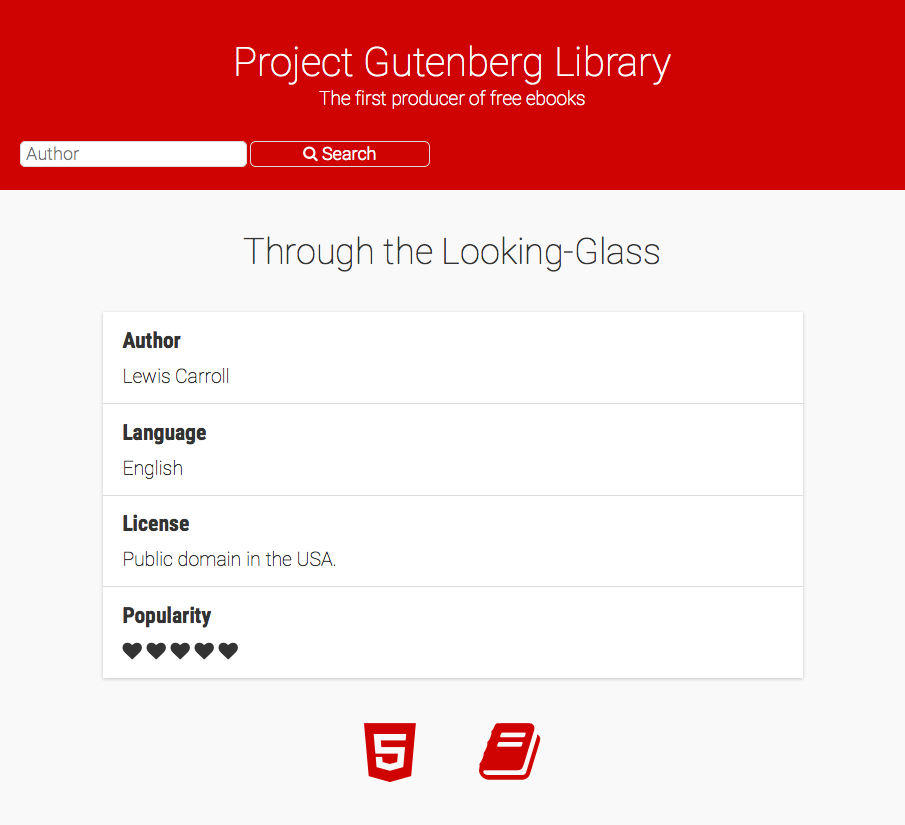 Project Gutenberg Library
The first producer of free ebooks
Author
Search
Through the Looking-Glass
Author
Lewis Carroll
Language
English
License
Public domain in the USA.
Popularity
5